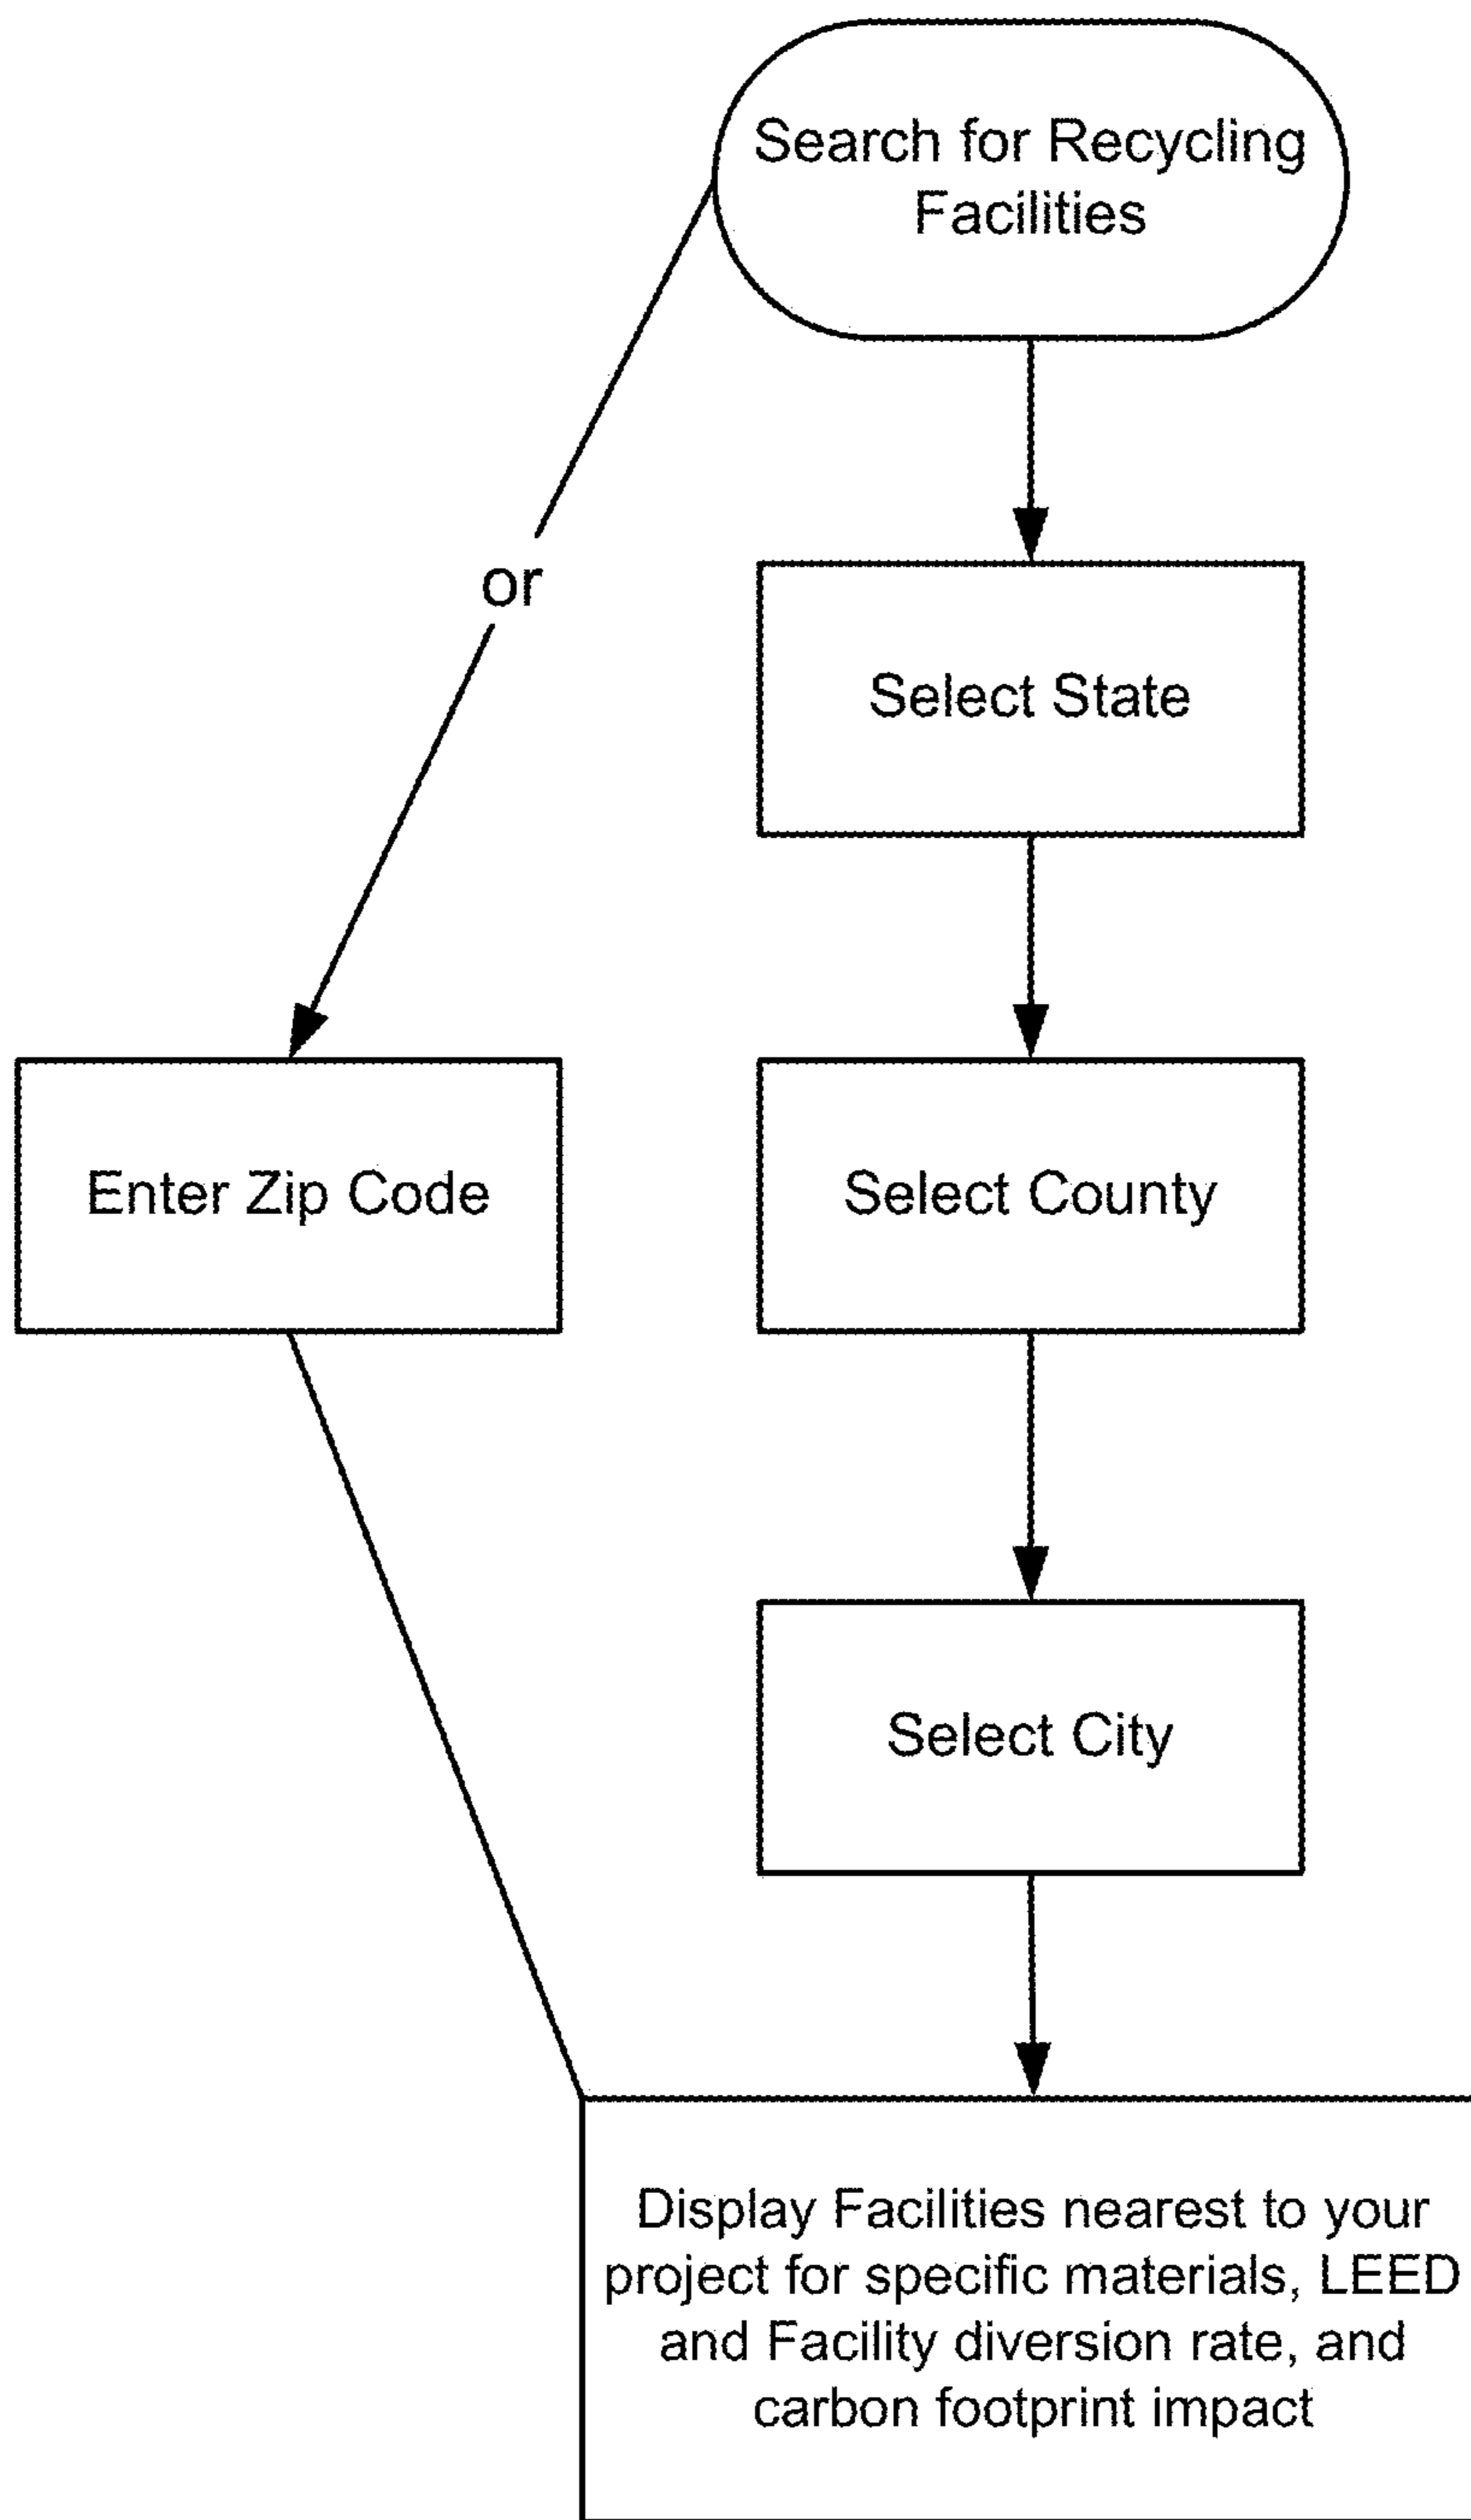 Search for Recycling
Facilities
or
Select State
Enter Zip Code
Select County
Select City
Display Facilities nearest to your
project for specific materials, LEED
and Facility diversion rate, and
carbon footprint impact